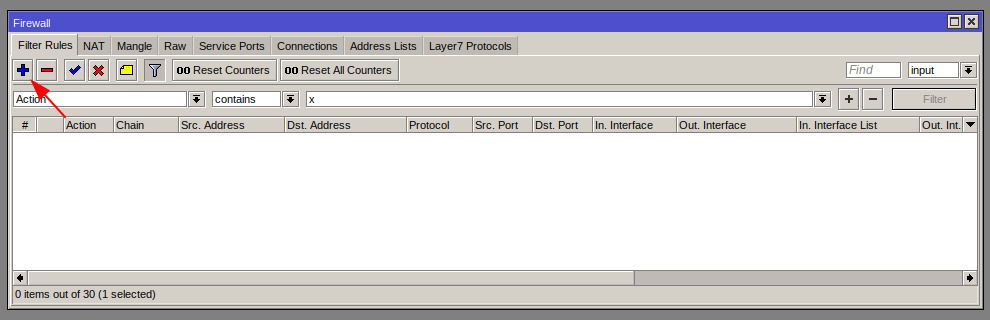 Firewall
Filter Rules NAT Mangle Raw Service Ports Connections Address Lists Layer7 Protocols
00 Reset Counters 00 Reset All Counters Find input
Action contains x Filter
# Action Chain Src. Address Dst. Address Protocol Src. Port Dst. Port In. Interface Out. Interface In. Interface List Out. Int.
0 items out of 30 (1 selected)